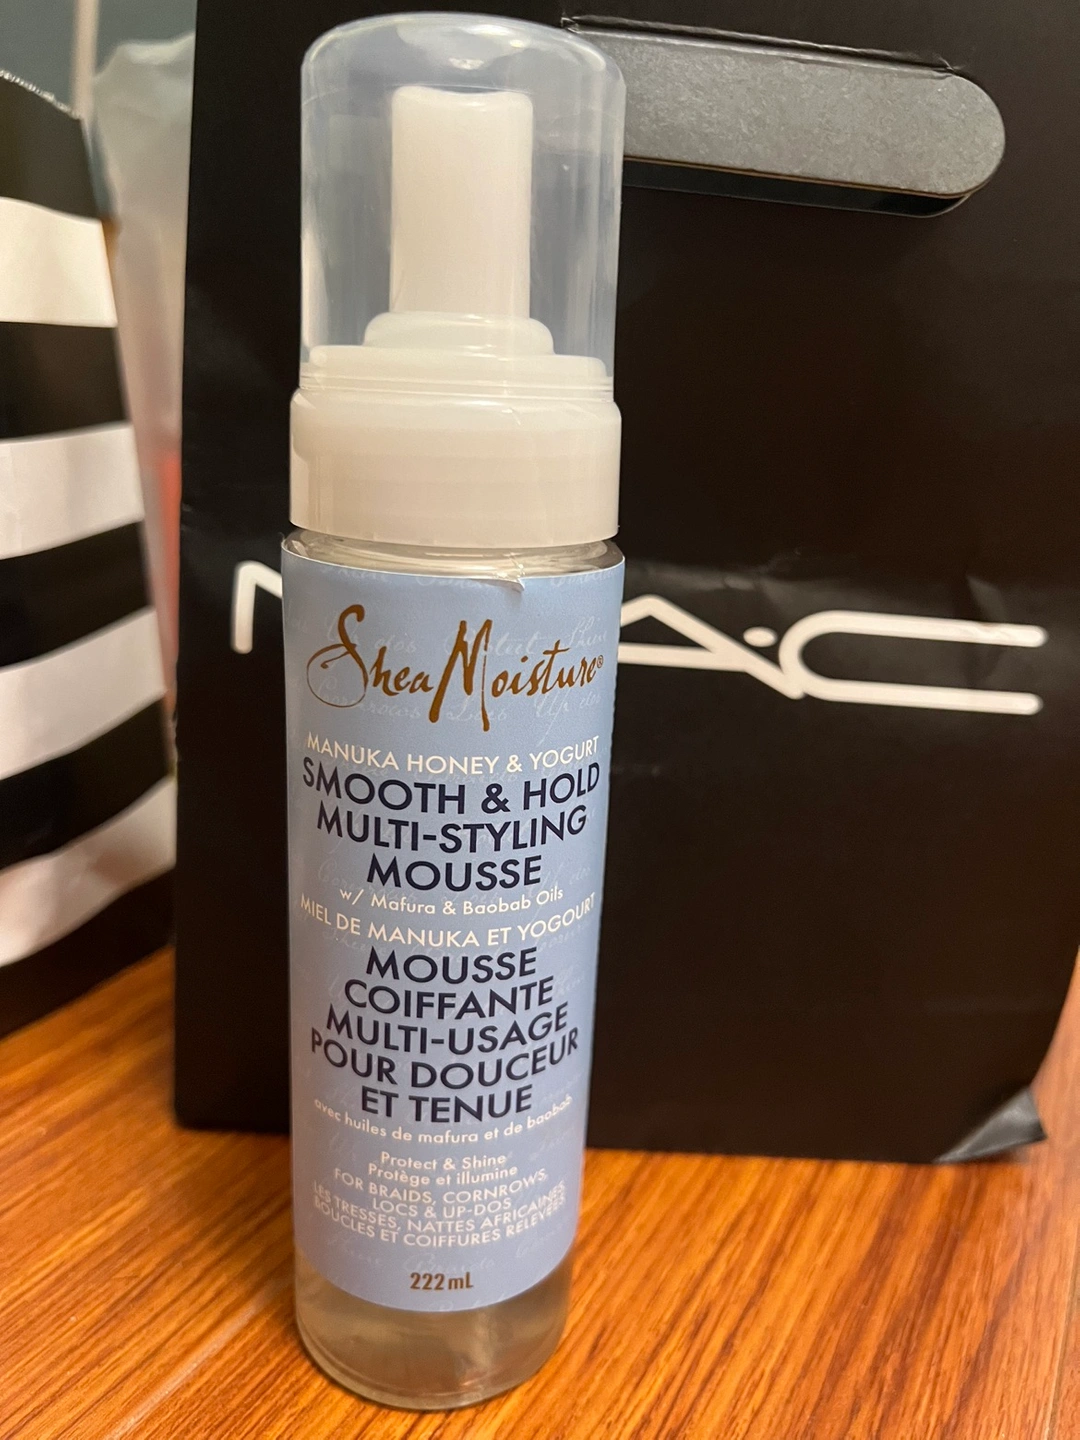 SheaMoisture®
MANUKA HONEY & YOGURT
SMOOTH & HOLD
MULTI-STYLING
MOUSSE
w/ Mafura & Baobab Oils
MIEL DE MANUKA ET YOGOURT
MOUSSE
COIFFANTE
MULTI-USAGE
POUR DOUCEUR
ET TENUE
avec huiles de mafura et de baobab
Protect & Shine
Protège et illumine
FOR BRAIDS, CORNROWS,
LOCS & UP-DOS
LES TRESSES, NATTES AFRICAINES,
BOUCLES ET COIFFURES RELEVÉES
222 mL
M·A·C